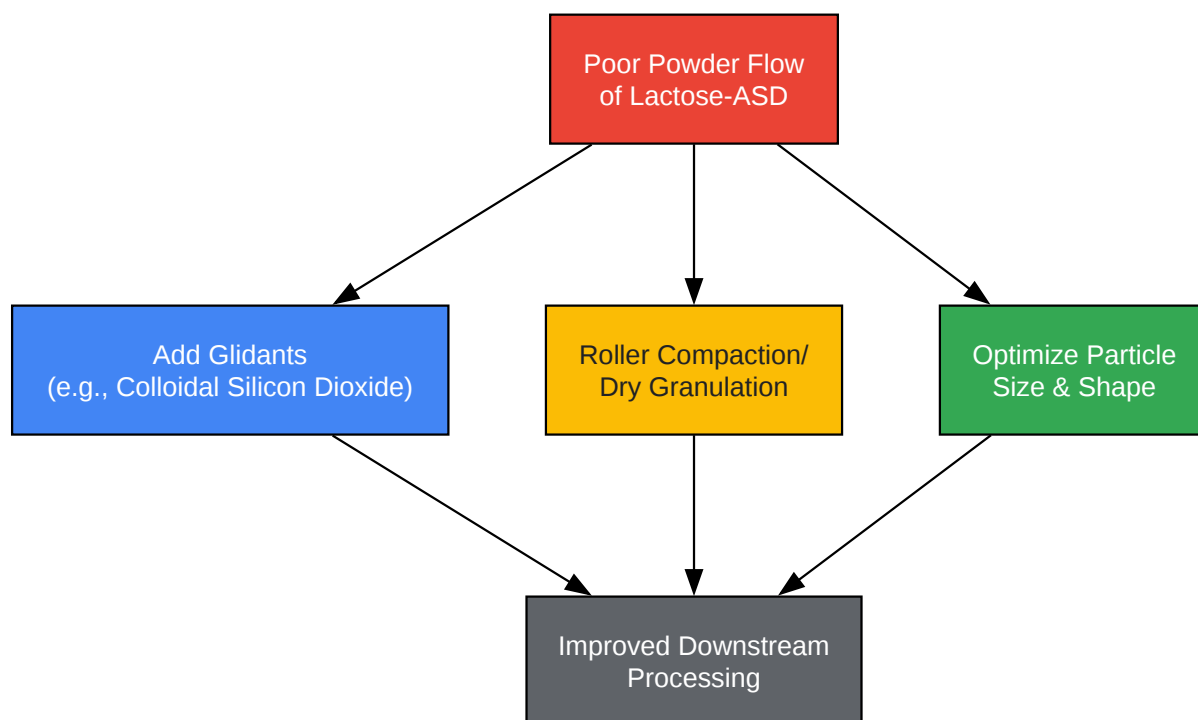 Poor Powder Flow
of Lactose-ASD
Add Glidants
(e.g., Colloidal Silicon Dioxide)
Roller Compaction/
Dry Granulation
Optimize Particle
Size & Shape
Improved Downstream
Processing